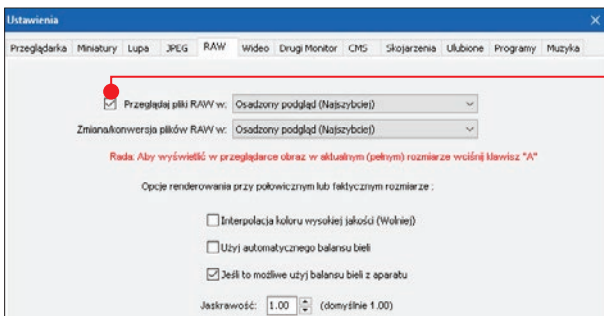 Ustawienia
Przeglądarka Miniatury Lupa JPEG RAW Wideo Drugi Monitor CMS Skojarzenia Ulubione Programy Muzyka
Przeglądaj pliki RAW w: Osadzony podgląd (Najszybciej)
Zmiana/konwersja plików RAW w: Osadzony podgląd (Najszybciej)
Rada: Aby wyświetlić w przeglądarce obraz w aktualnym (pełnym) rozmiarze wciśnij klawisz "A"
Opcje renderowania przy połowicznym lub faktycznym rozmiarze :
Interpolacja koloru wysokiej jakości (Wolniej)
Użyj automatycznego balansu bieli
Jeśli to możliwe użyj balansu bieli z aparatu
Jaskrawość: 1.00 (domyślnie 1.00)